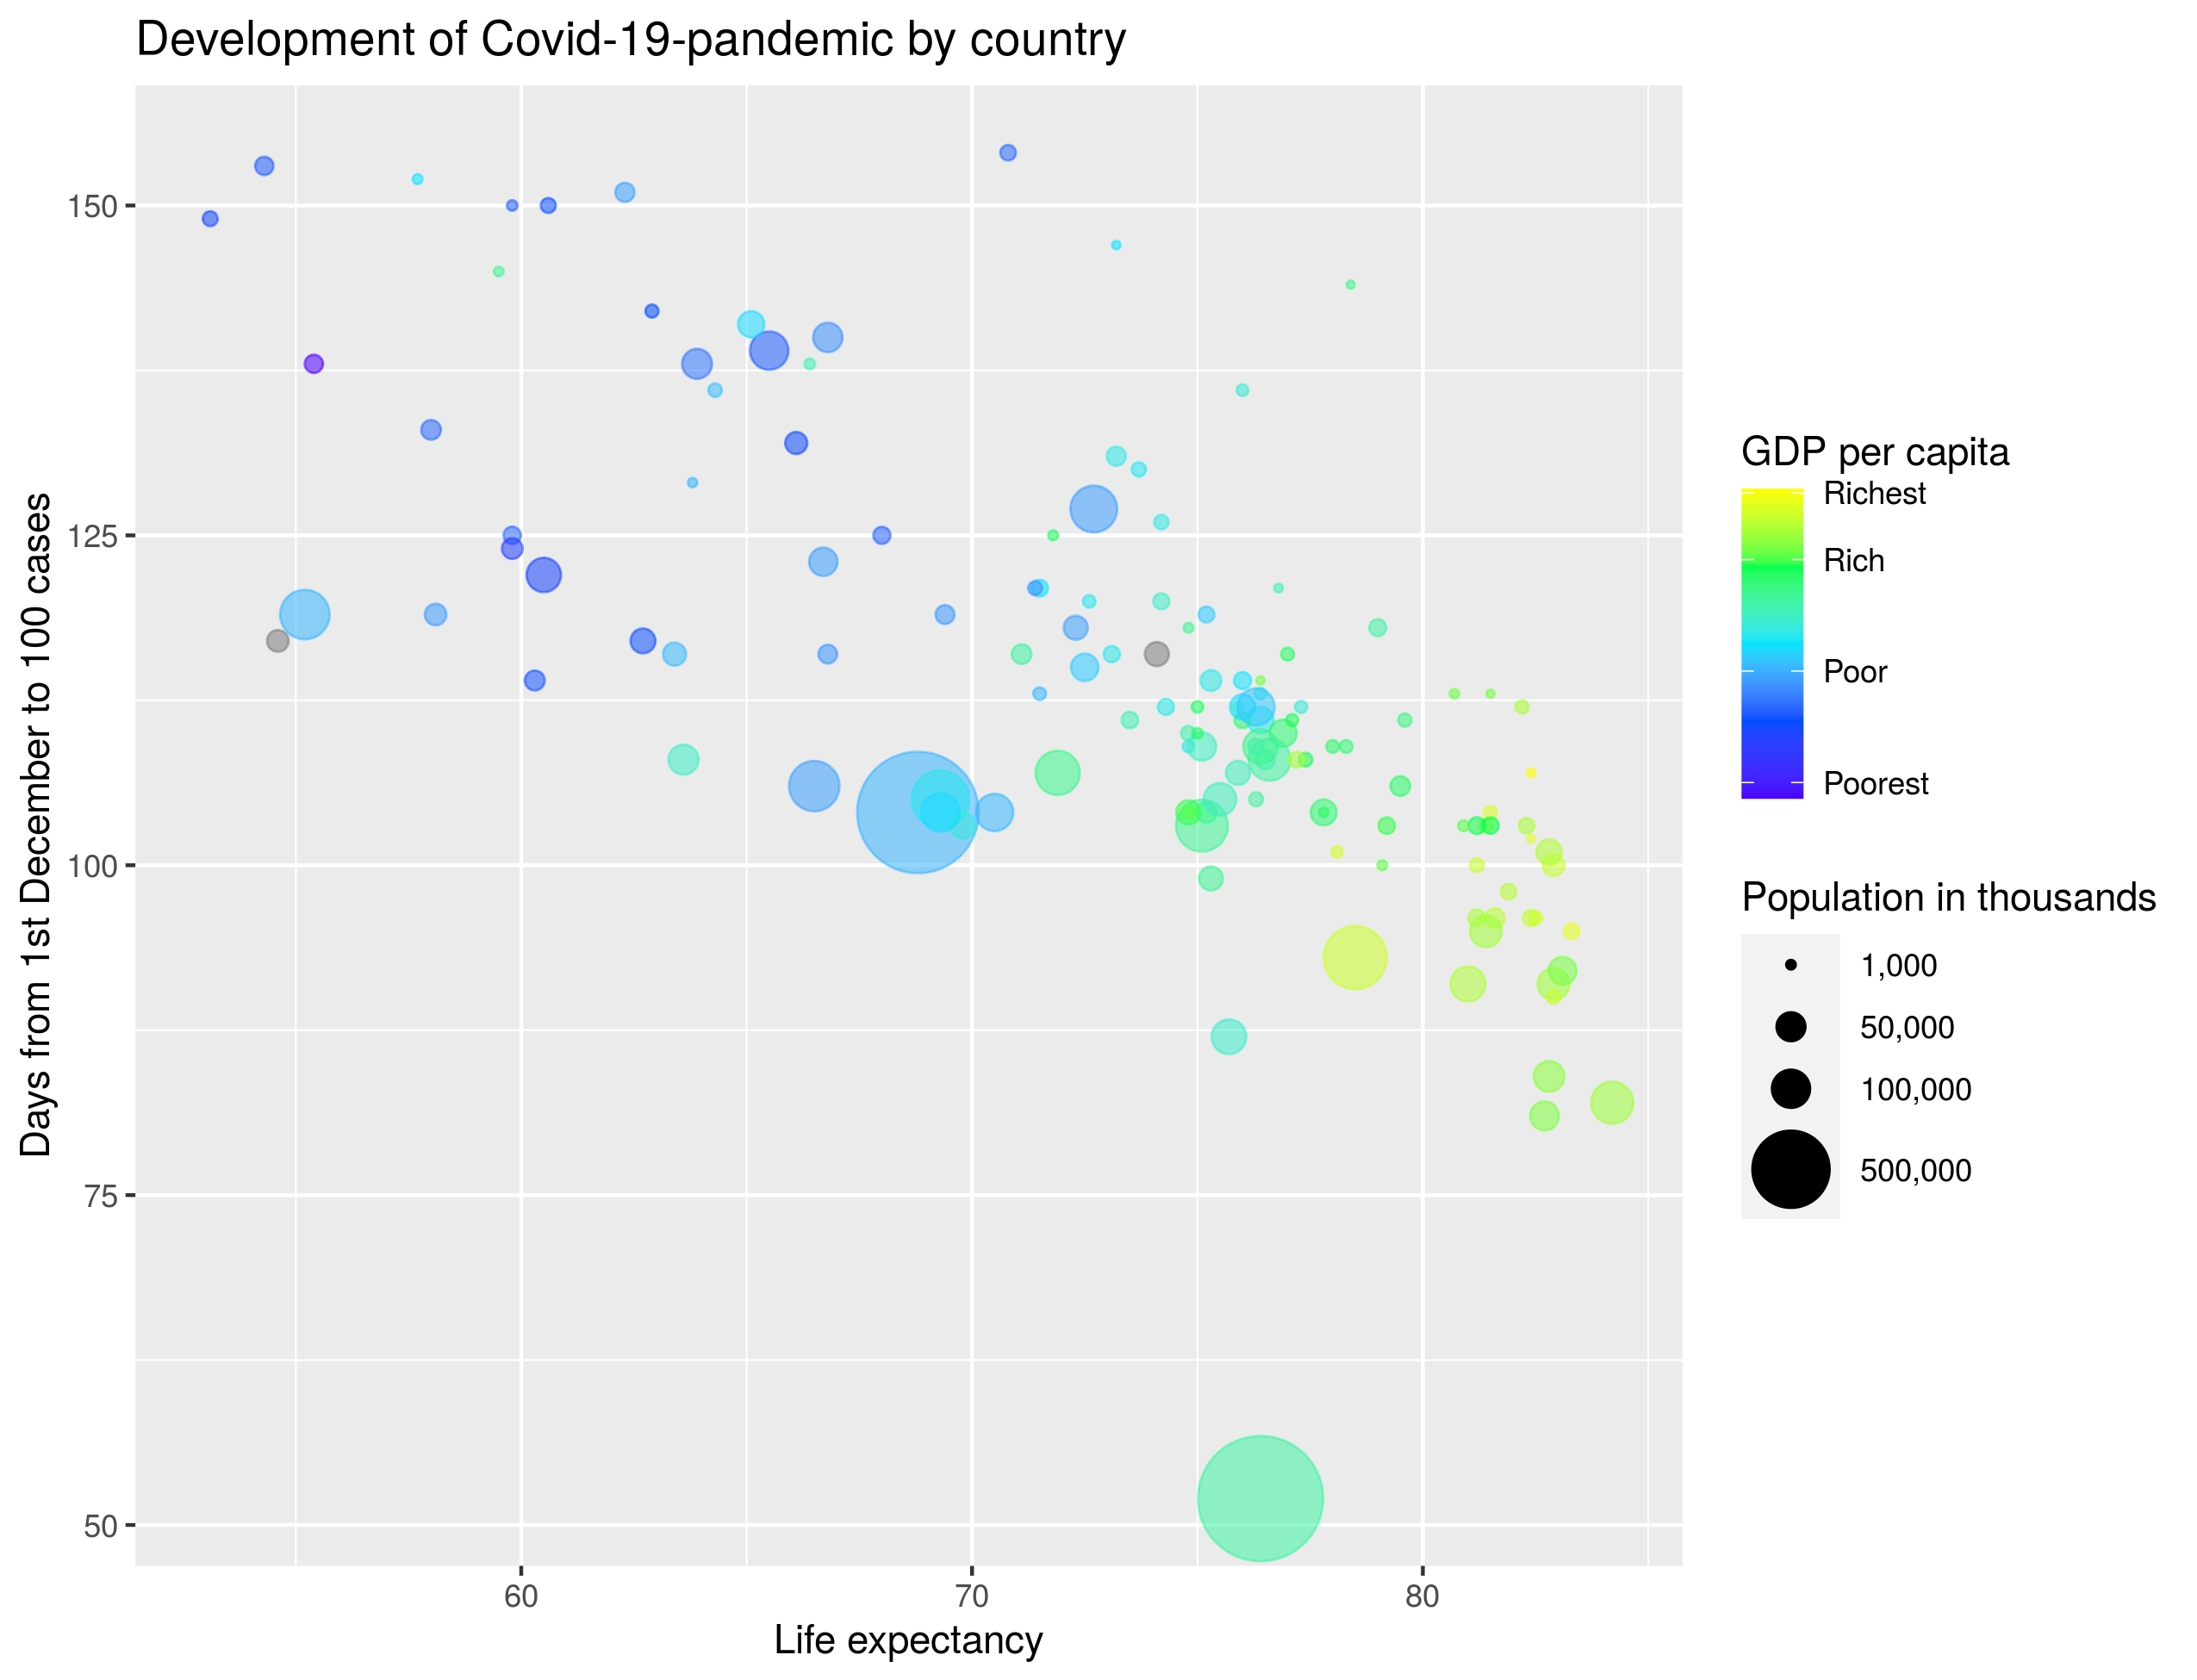 Development of Covid-19-pandemic by country
Days from 1st December to 100 cases
150
125
100
75
50
60
70
80
Life expectancy
GDP per capita
Richest
Rich
Poor
Poorest
Population in thousands
1,000
50,000
100,000
500,000